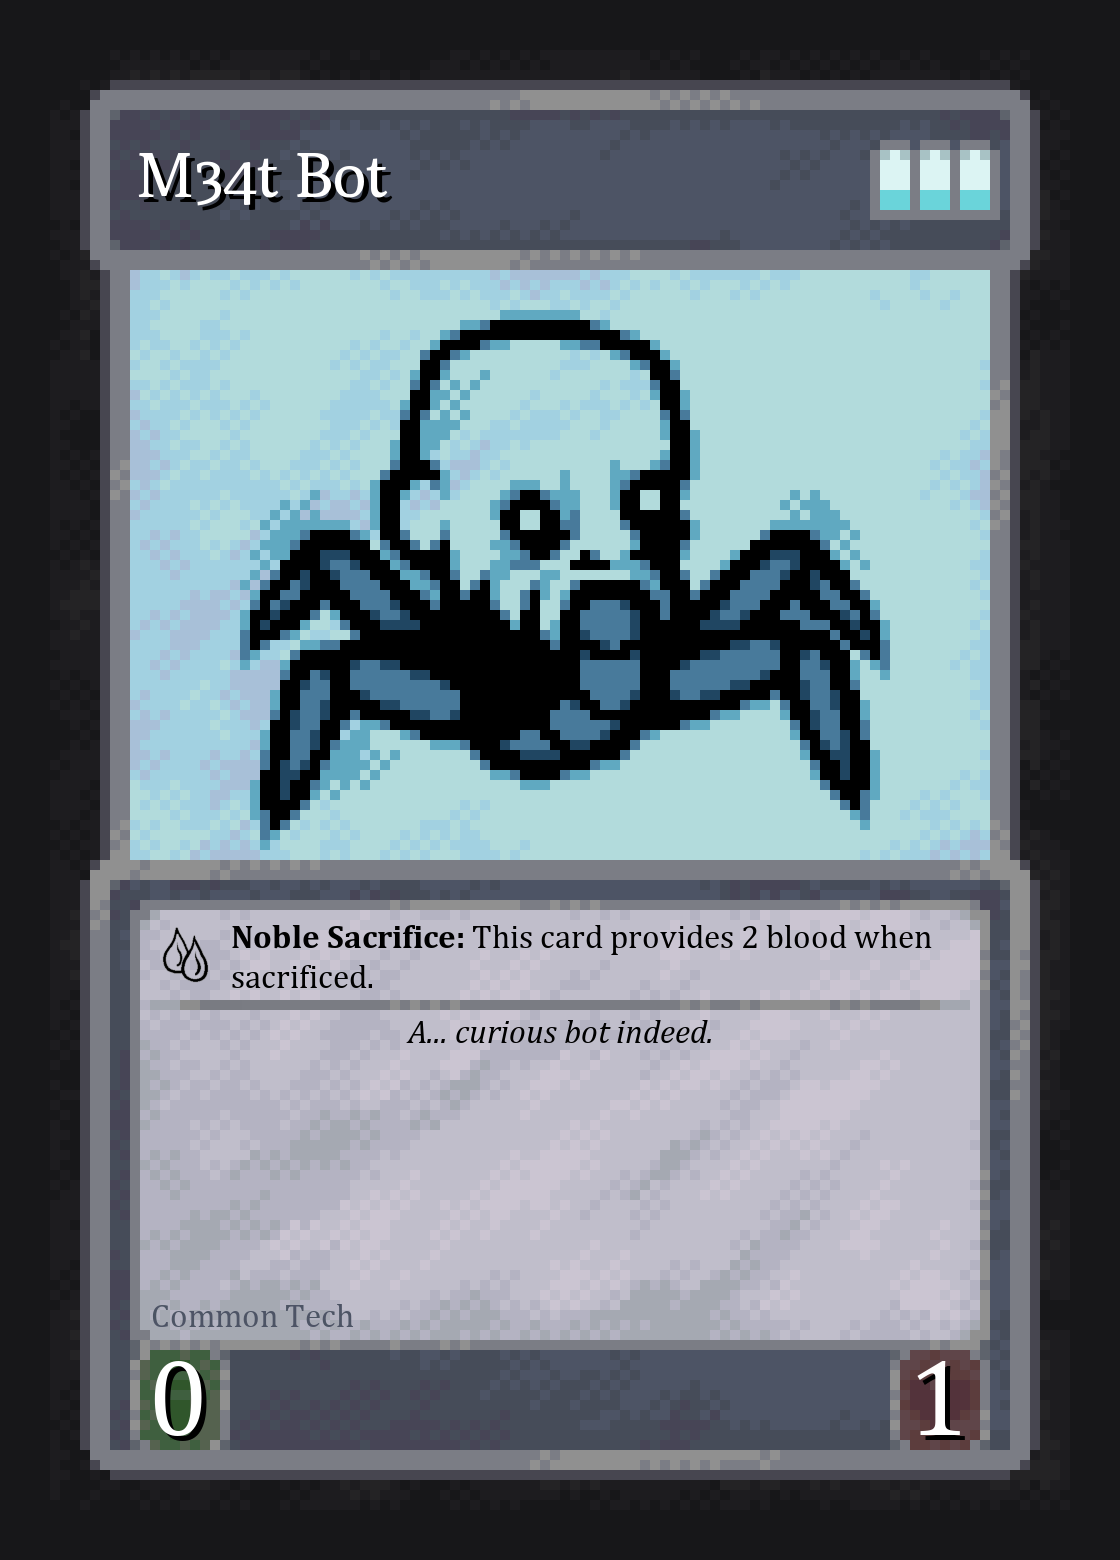 M34t Bot
Noble Sacrifice: This card provides 2 blood when
sacrificed.
A... curious bot indeed.
Common Tech
0
1